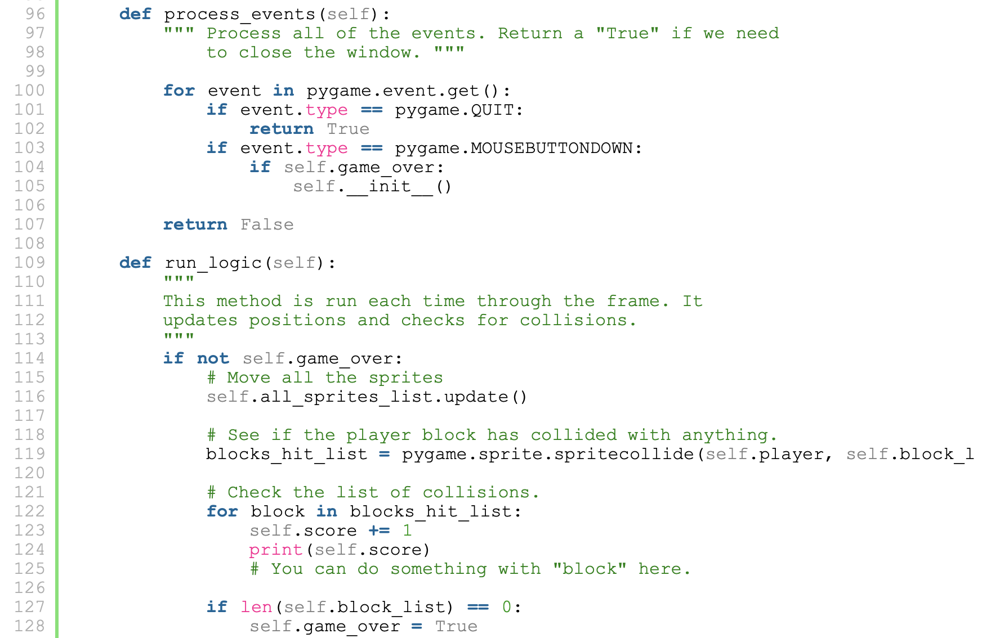 96 def process_events(self):
97 """ Process all of the events. Return a "True" if we need
98 to close the window. """
99
100 for event in pygame.event.get():
101 if event.type == pygame.QUIT:
102 return True
103 if event.type == pygame.MOUSEBUTTONDOWN:
104 if self.game_over:
105 self.__init__()
106
107 return False
108
109 def run_logic(self):
110 """
111 This method is run each time through the frame. It
112 updates positions and checks for collisions.
113 """
114 if not self.game_over:
115 # Move all the sprites
116 self.all_sprites_list.update()
117
118 # See if the player block has collided with anything.
119 blocks_hit_list = pygame.sprite.spritecollide(self.player, self.block_l
120
121 # Check the list of collisions.
122 for block in blocks_hit_list:
123 self.score += 1
124 print(self.score)
125 # You can do something with "block" here.
126
127 if len(self.block_list) == 0:
128 self.game_over = True